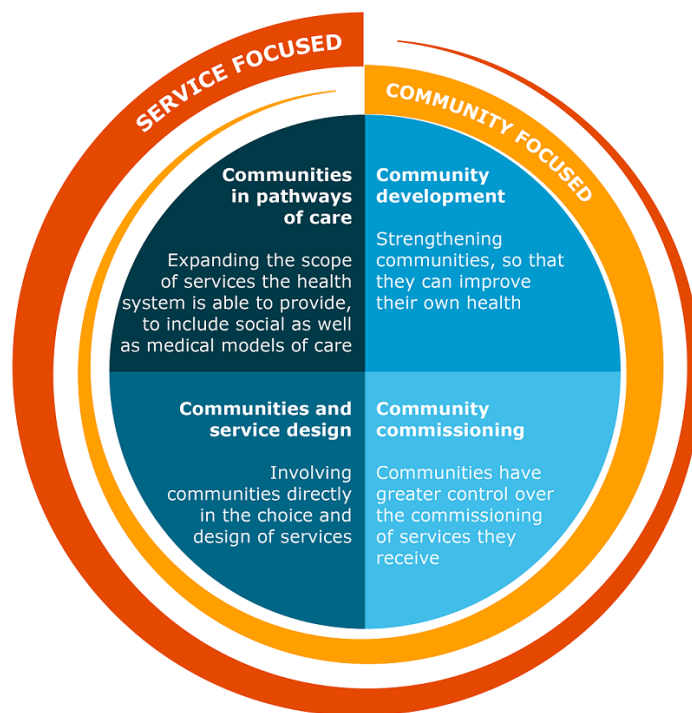 SERVICE FOCUSED
COMMUNITY FOCUSED
Communities
in pathways
of care
Expanding the scope
of services the health
system is able to provide,
to include social as well
as medical models of care
Community
development
Strengthening
communities, so that
they can improve
their own health
Communities and
service design
Involving
communities directly
in the choice and
design of services
Community
commissioning
Communities have
greater control over
the commissioning
of services they
receive